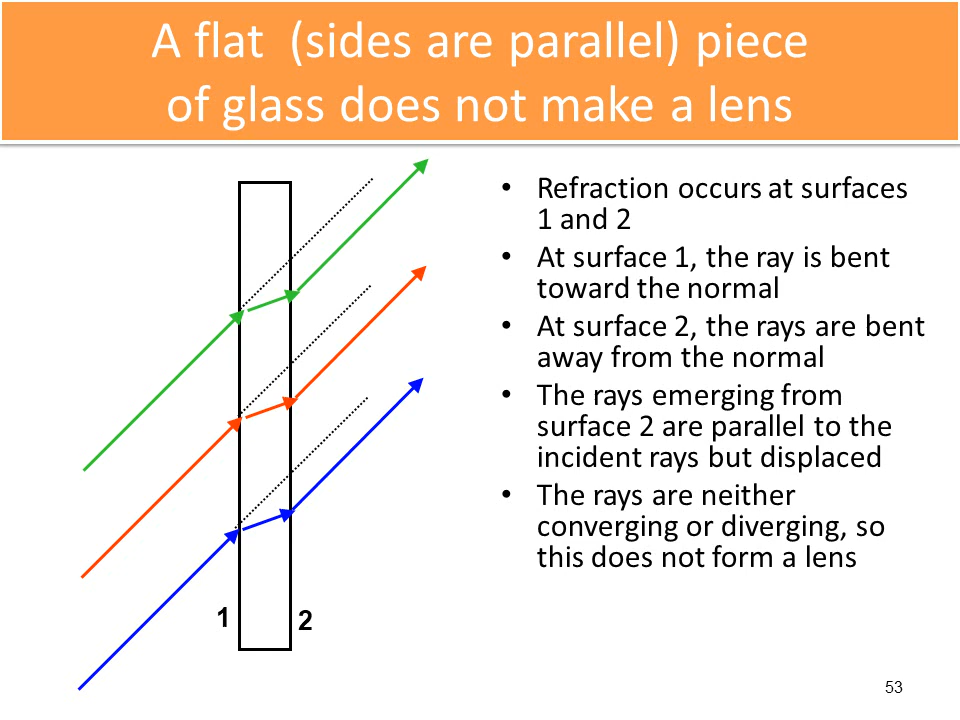 A flat  (sides are parallel) piece
of glass does not make a lens
• Refraction occurs at surfaces
1 and 2
• At surface 1, the ray is bent
toward the normal
• At surface 2, the rays are bent
away from the normal
• The rays emerging from
surface 2 are parallel to the
incident rays but displaced
• The rays are neither
converging or diverging, so
this does not form a lens
1
2
53